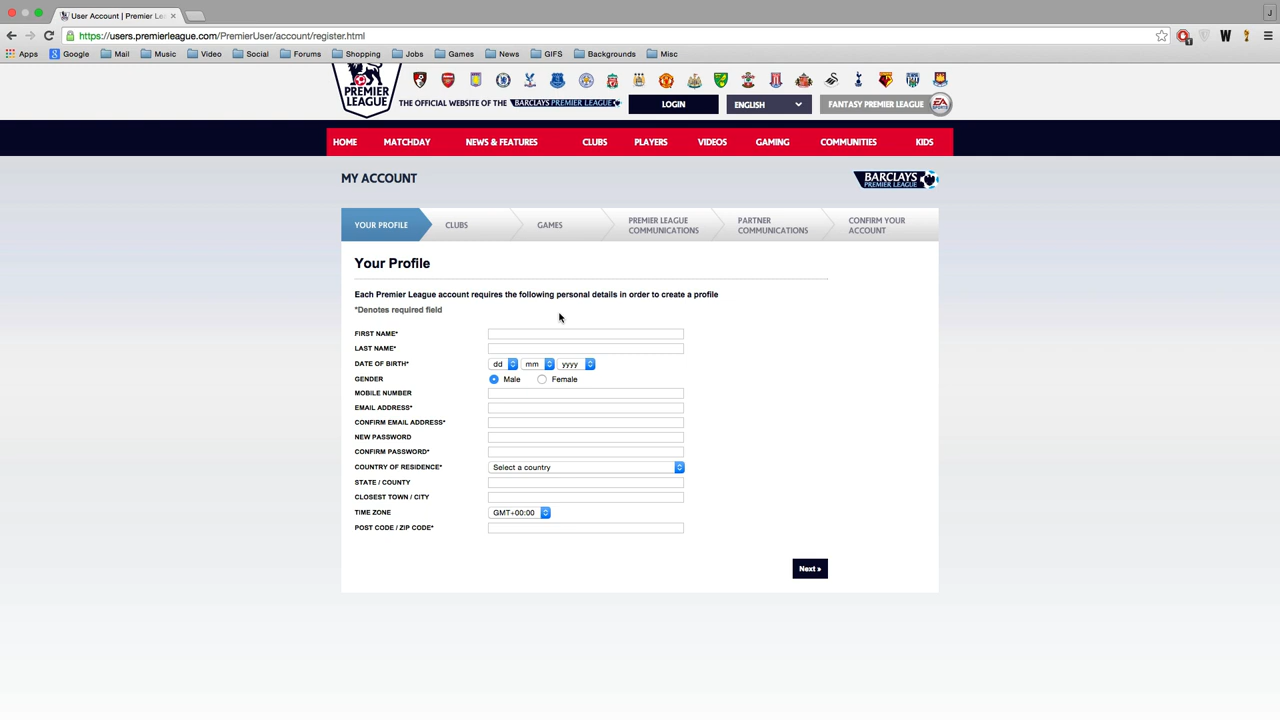 User Account | Premier Le
J
https://users.premierleague.com/PremierUser/account/register.html
1
W
Apps Google Mail Music Video Social Forums Shopping Jobs Games News GIFS Backgrounds Misc
PREMIER
LEAGUE
THE OFFICIAL WEBSITE OF THE BARCLAYS PREMIER LEAGUE
LOGIN ENGLISH FANTASY PREMIER LEAGUE EA SPORTS
HOME MATCHDAY NEWS & FEATURES CLUBS PLAYERS VIDEOS GAMING COMMUNITIES KIDS
MY ACCOUNT
BARCLAYS
PREMIER LEAGUE
YOUR PROFILE
CLUBS
GAMES
PREMIER LEAGUE
COMMUNICATIONS
PARTNER
COMMUNICATIONS
CONFIRM YOUR
ACCOUNT
Your Profile
Each Premier League account requires the following personal details in order to create a profile
*Denotes required field
FIRST NAME*
LAST NAME*
DATE OF BIRTH* dd mm yyyy
GENDER Male Female
MOBILE NUMBER
EMAIL ADDRESS*
CONFIRM EMAIL ADDRESS*
NEW PASSWORD
CONFIRM PASSWORD*
COUNTRY OF RESIDENCE* Select a country
STATE / COUNTY
CLOSEST TOWN / CITY
TIME ZONE GMT+00:00
POST CODE / ZIP CODE*
Next »